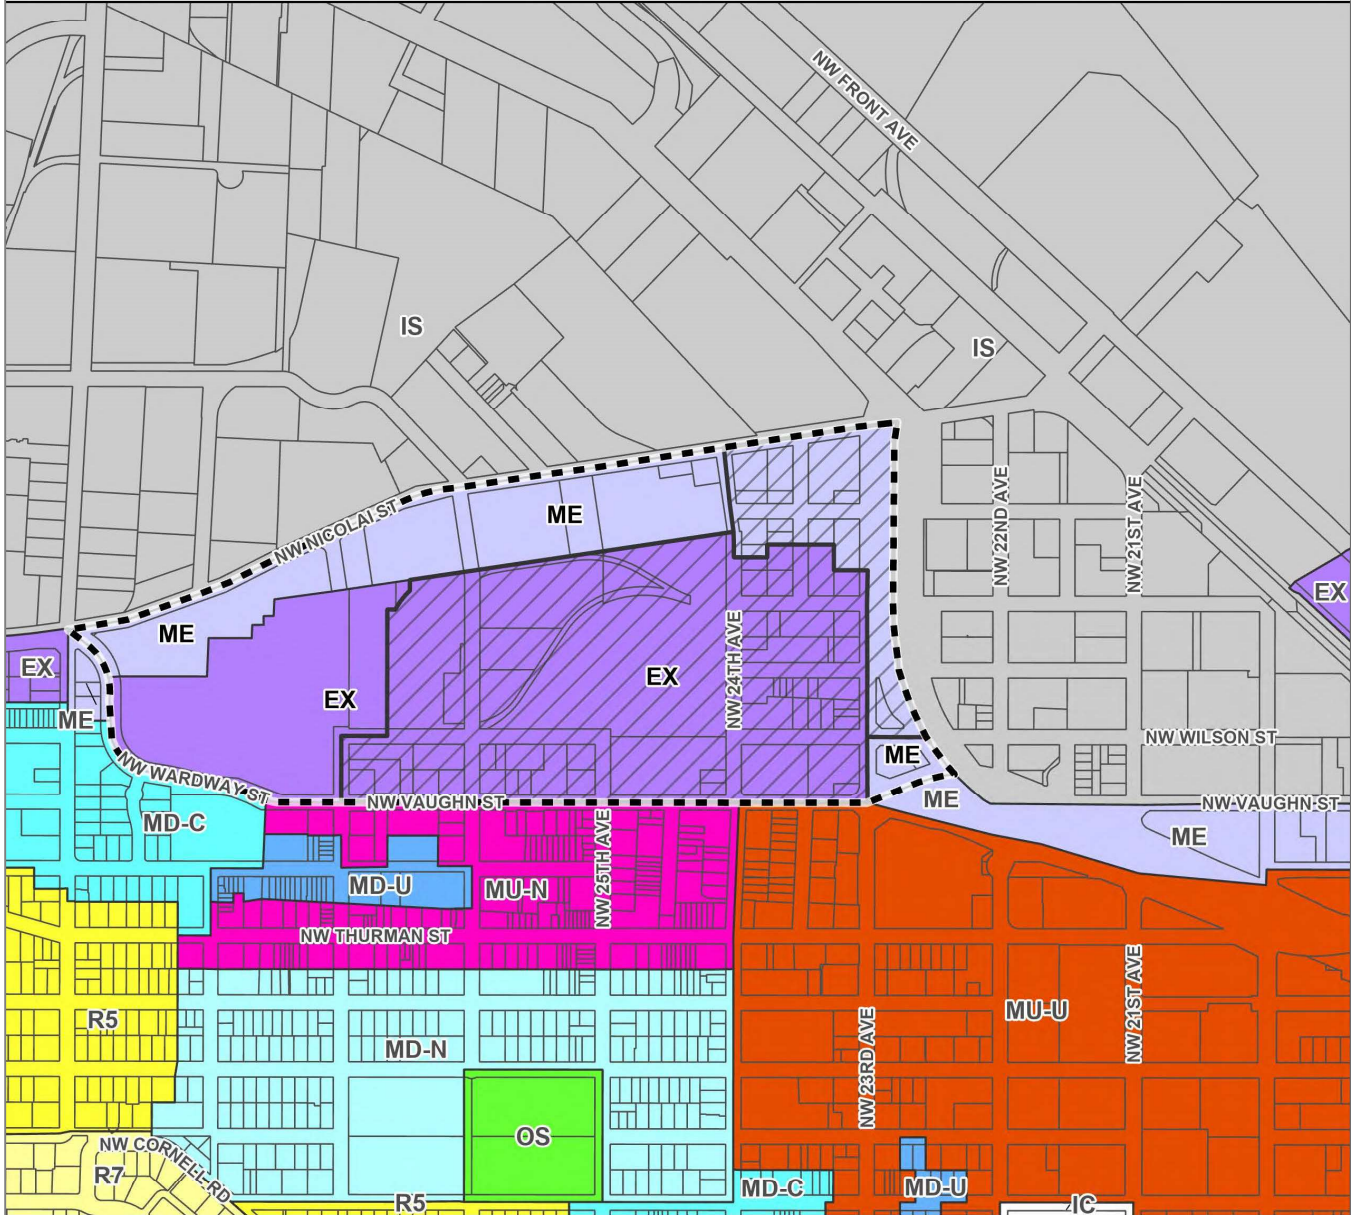 NW FRONT AVE
IS
IS
NW 22ND AVE
NW 21ST AVE
ME
NW NICOLAI ST
EX
ME
EX
NW 24TH AVE
EX
EX
ME
NW WILSON ST
ME
NW WARDWAY ST
NW VAUGHN ST
ME
NW VAUGHN ST
MD-C
ME
NW 25TH AVE
MD-U
MU-N
NW THURMAN ST
NW 21ST AVE
R5
MU-U
MD-N
NW 23RD AVE
OS
NW CORNELL RD
R7
MD-C
MD-U
R5
IC